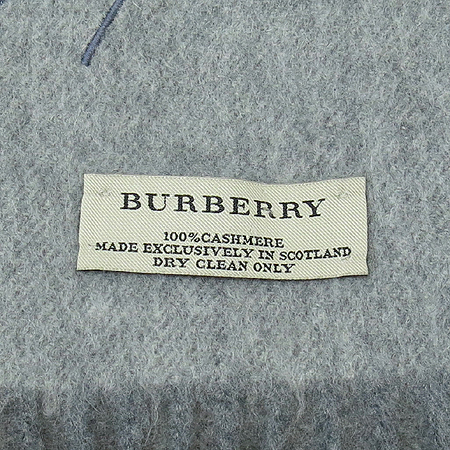 BURBERRY
100%CASHMERE
MADE EXCLUSIVELY IN SCOTLAND
DRY CLEAN ONLY